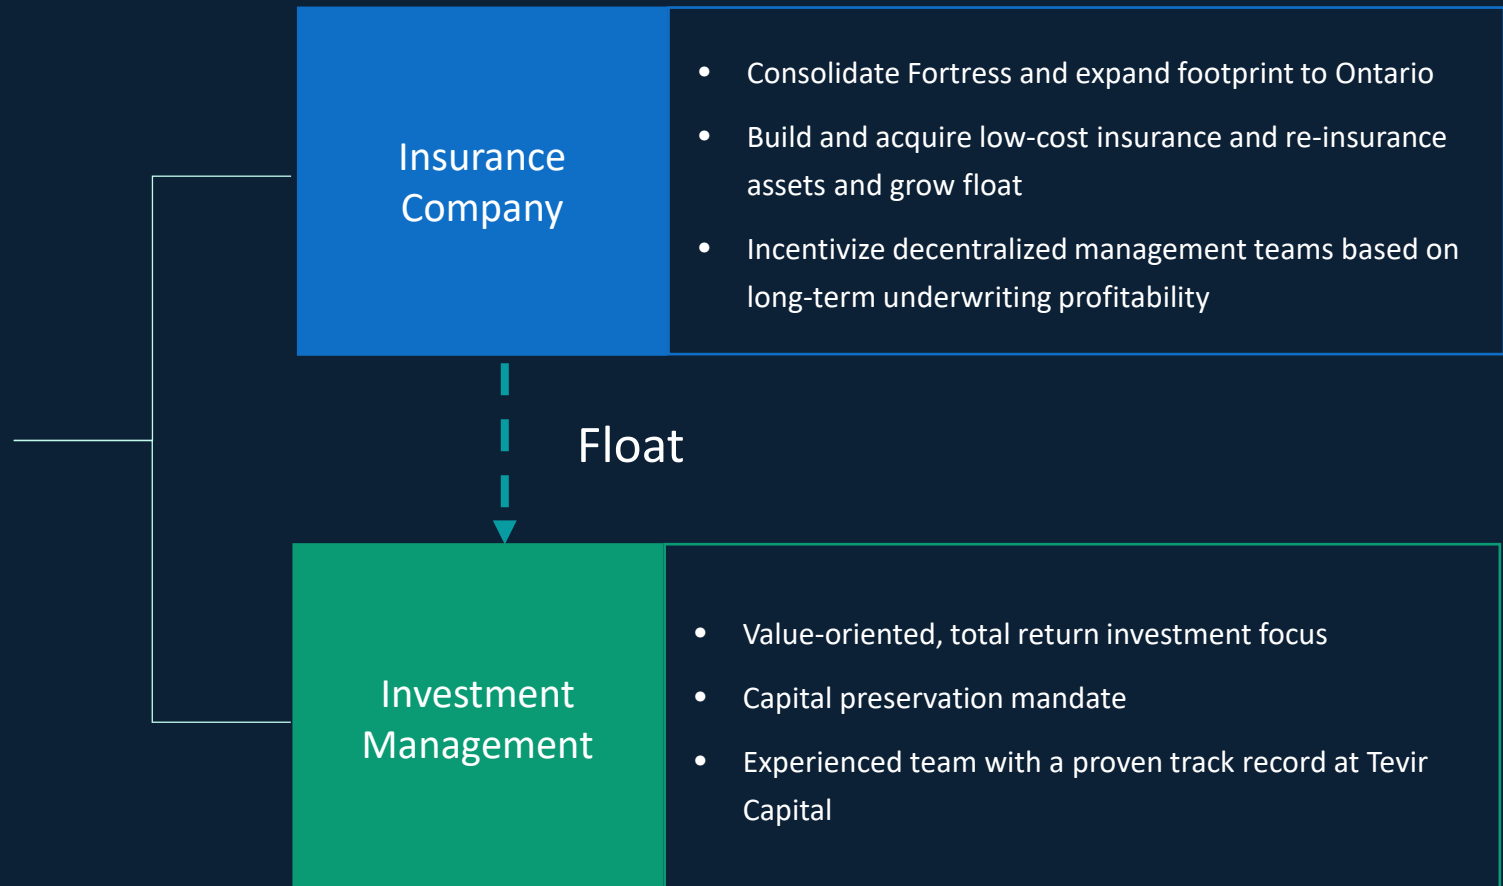 Insurance
Company
• Consolidate Fortress and expand footprint to Ontario
• Build and acquire low-cost insurance and re-insurance
assets and grow float
• Incentivize decentralized management teams based on
long-term underwriting profitability
Float
Investment
Management
• Value-oriented, total return investment focus
• Capital preservation mandate
• Experienced team with a proven track record at Tevir
Capital